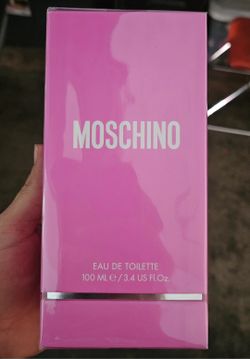 MOSCHINO
EAU DE TOILETTE
100 ML ℮ / 3.4 US Fl.Oz.